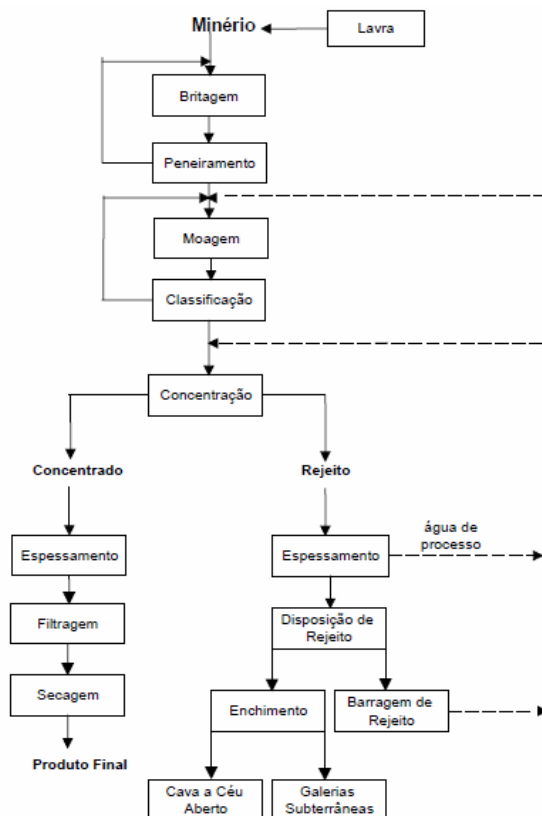 Minério
Lavra
Britagem
Peneiramento
Moagem
Classificação
Concentração
Concentrado
Rejeito
Espessamento
Espessamento
água de
processo
Filtragem
Disposição de
Rejeito
Secagem
Enchimento
Barragem de
Rejeito
Produto Final
Cava a Céu
Aberto
Galerias
Subterrâneas